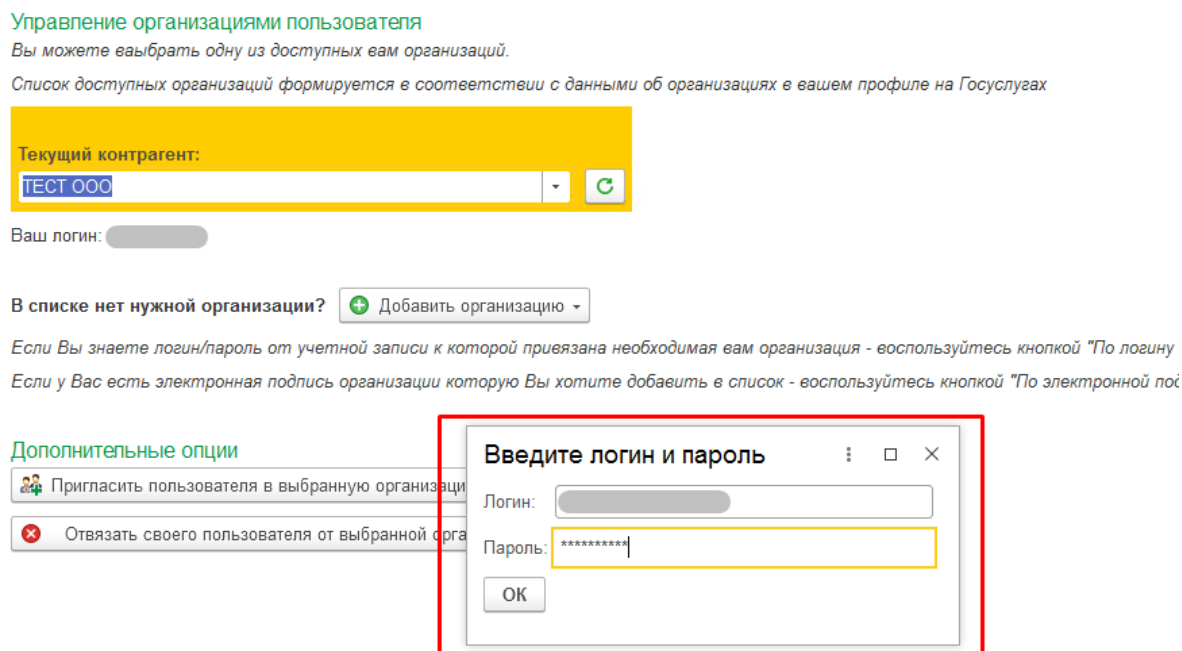 Управление организациями пользователя
Вы можете ваыбрать одну из доступных вам организаций.
Список доступных организаций формируется в соответствии с данными об организациях в вашем профиле на Госуслугах
Текущий контрагент:
ТЕСТ ООО
Ваш логин:
В списке нет нужной организации? Добавить организацию
Если Вы знаете логин/пароль от учетной записи к которой привязана необходимая вам организация - воспользуйтесь кнопкой "По логину
Если у Вас есть электронная подпись организации которую Вы хотите добавить в список - воспользуйтесь кнопкой "По электронной под
Дополнительные опции
Пригласить пользователя в выбранную организаци
Отвязать своего пользователя от выбранной орга
Введите логин и пароль
Логин:
Пароль: **********
ОК